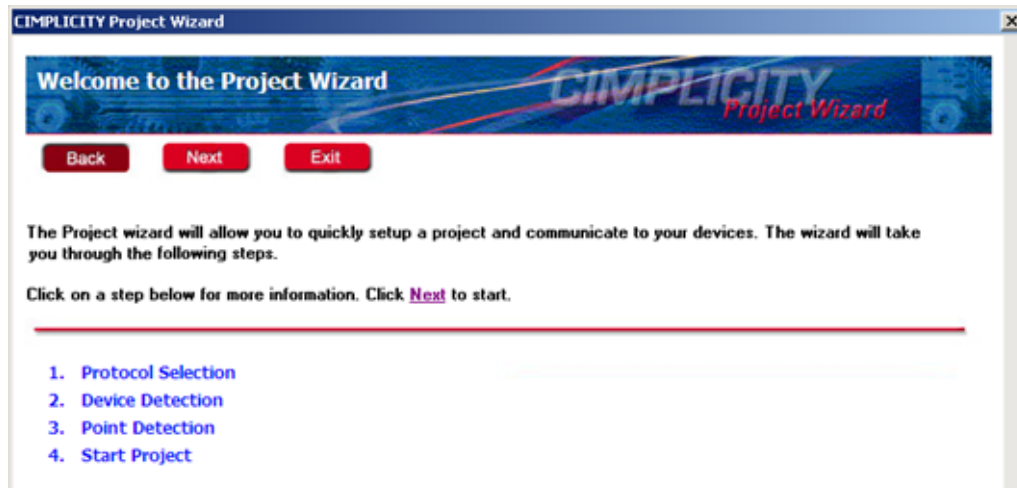 CIMPLICITY Project Wizard
Welcome to the Project Wizard
CIMPLICITY
Project Wizard
Back Next Exit
The Project wizard will allow you to quickly setup a project and communicate to your devices. The wizard will take
you through the following steps.
Click on a step below for more information. Click Next to start.
1. Protocol Selection
2. Device Detection
3. Point Detection
4. Start Project